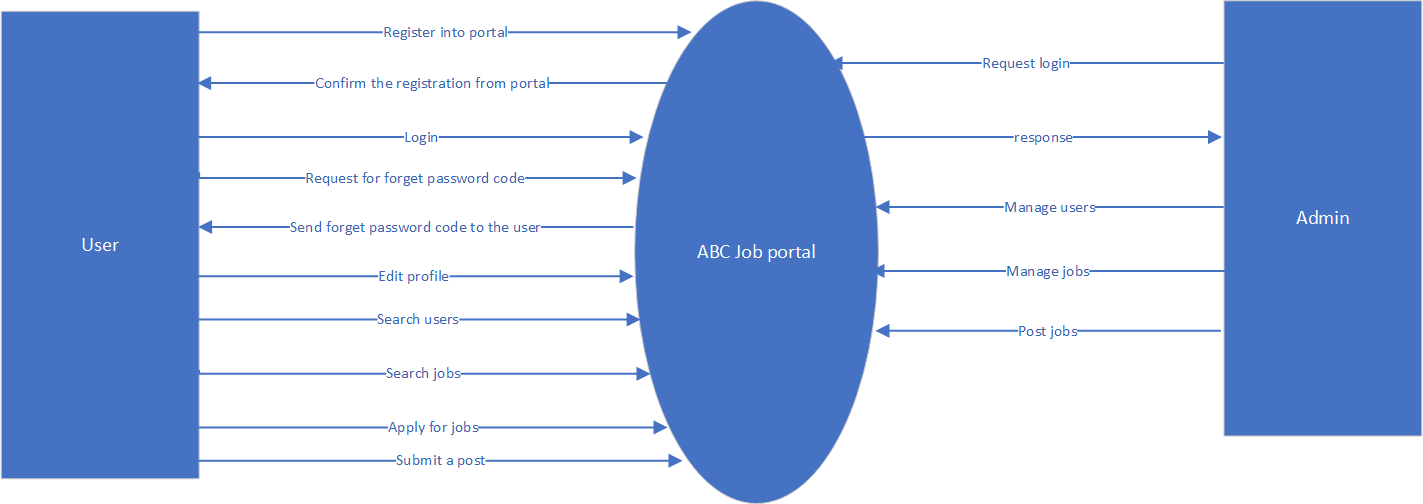 User
Register into portal
Confirm the registration from portal
Login
Request for forget password code
Send forget password code to the user
Edit profile
Search users
Search jobs
Apply for jobs
Submit a post
ABC Job portal
Request login
response
Manage users
Manage jobs
Post jobs
Admin